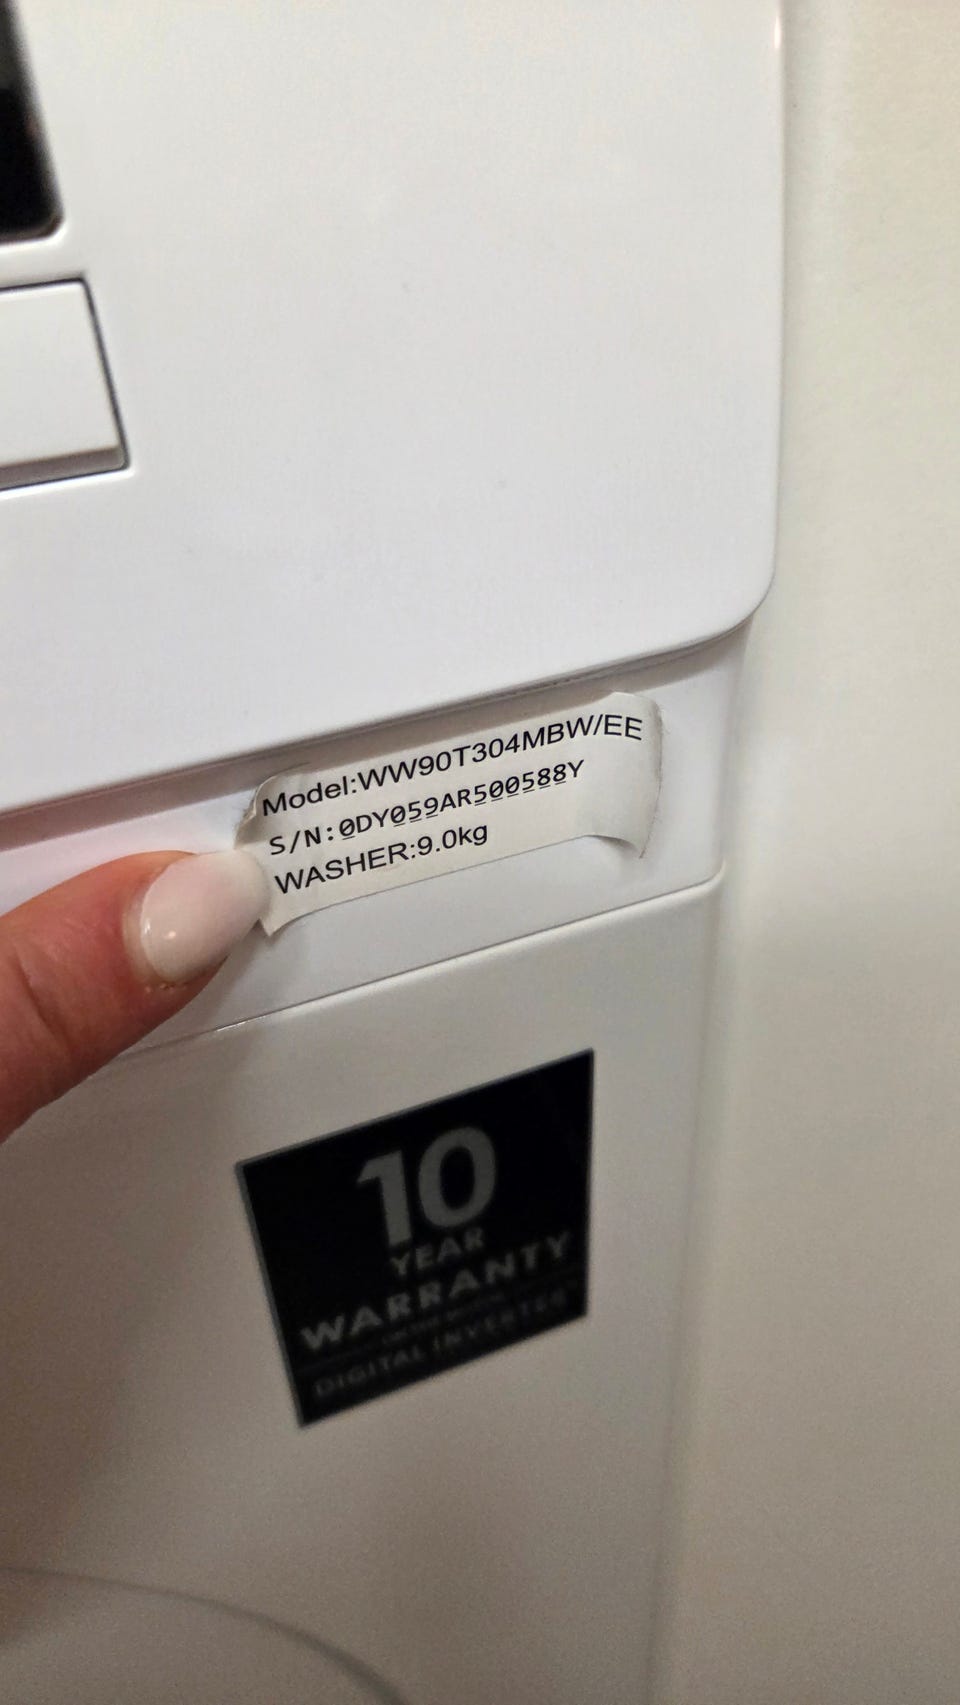 Model:WW90T304MBW/EE
S/N:0DY059AR500588Y
WASHER:9.0kg
10
YEAR
WARRANTY
DIGITAL INVERTER